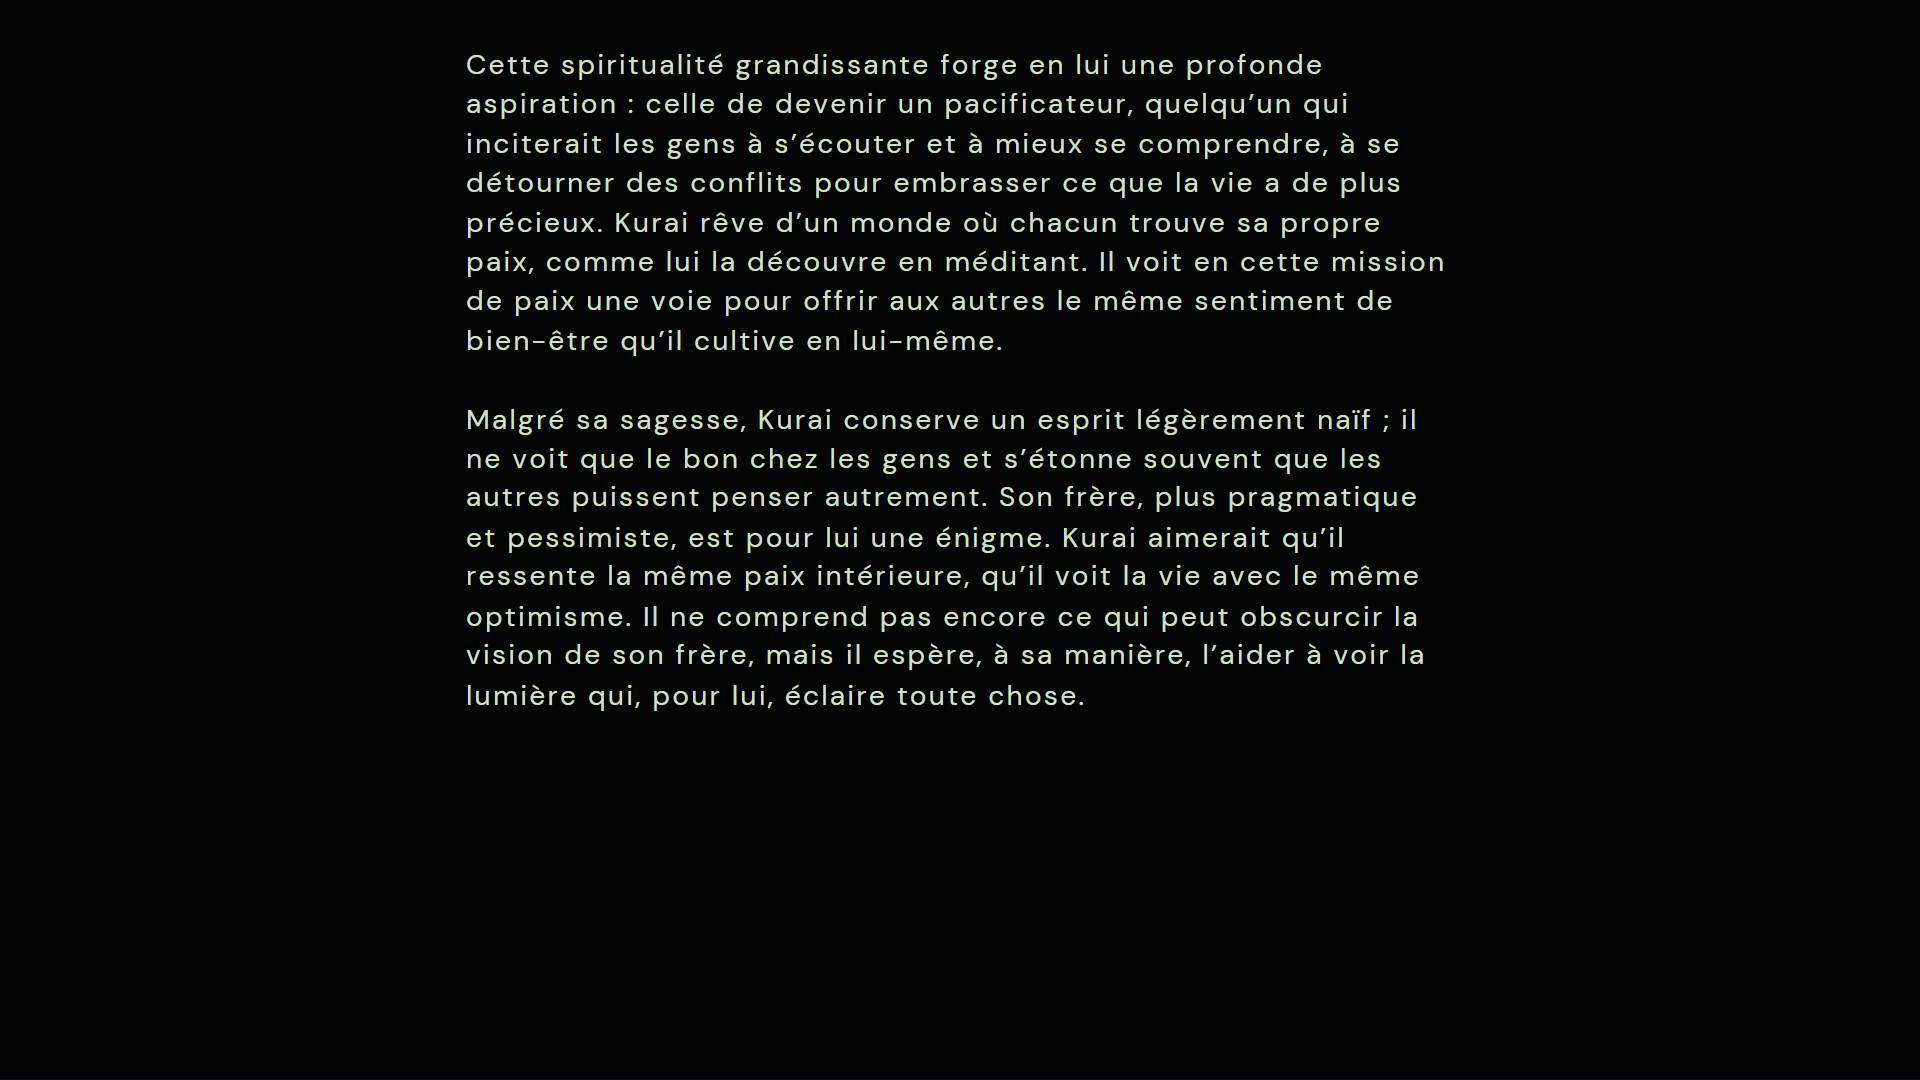 Cette spiritualité grandissante forge en lui une profonde
aspiration : celle de devenir un pacificateur, quelqu’un qui
inciterait les gens à s’écouter et à mieux se comprendre, à se
détourner des conflits pour embrasser ce que la vie a de plus
précieux. Kurai rêve d’un monde où chacun trouve sa propre
paix, comme lui la découvre en méditant. Il voit en cette mission
de paix une voie pour offrir aux autres le même sentiment de
bien-être qu’il cultive en lui-même.
Malgré sa sagesse, Kurai conserve un esprit légèrement naïf ; il
ne voit que le bon chez les gens et s’étonne souvent que les
autres puissent penser autrement. Son frère, plus pragmatique
et pessimiste, est pour lui une énigme. Kurai aimerait qu’il
ressente la même paix intérieure, qu’il voit la vie avec le même
optimisme. Il ne comprend pas encore ce qui peut obscurcir la
vision de son frère, mais il espère, à sa manière, l’aider à voir la
lumière qui, pour lui, éclaire toute chose.